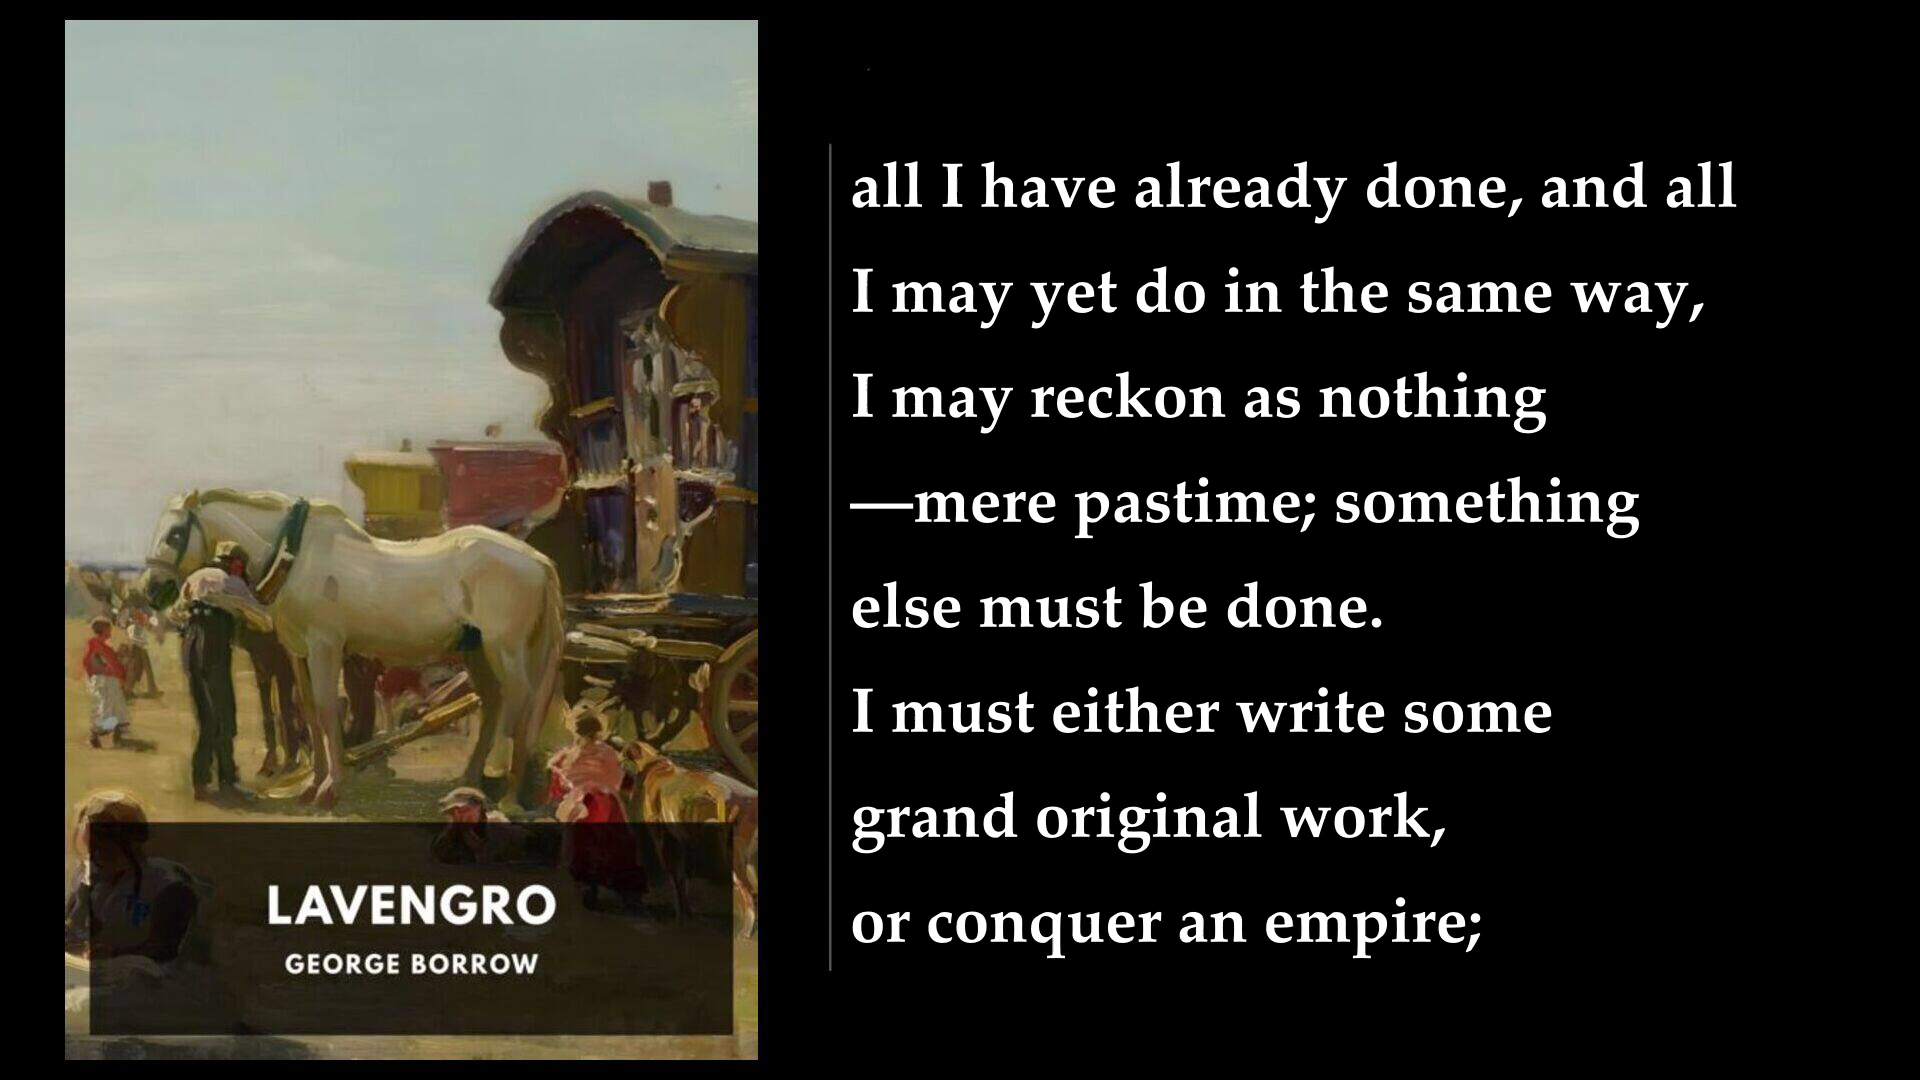 LAVENGRO
GEORGE BORROW
all I have already done, and all
I may yet do in the same way,
I may reckon as nothing
—mere pastime; something
else must be done.
I must either write some
grand original work,
or conquer an empire;